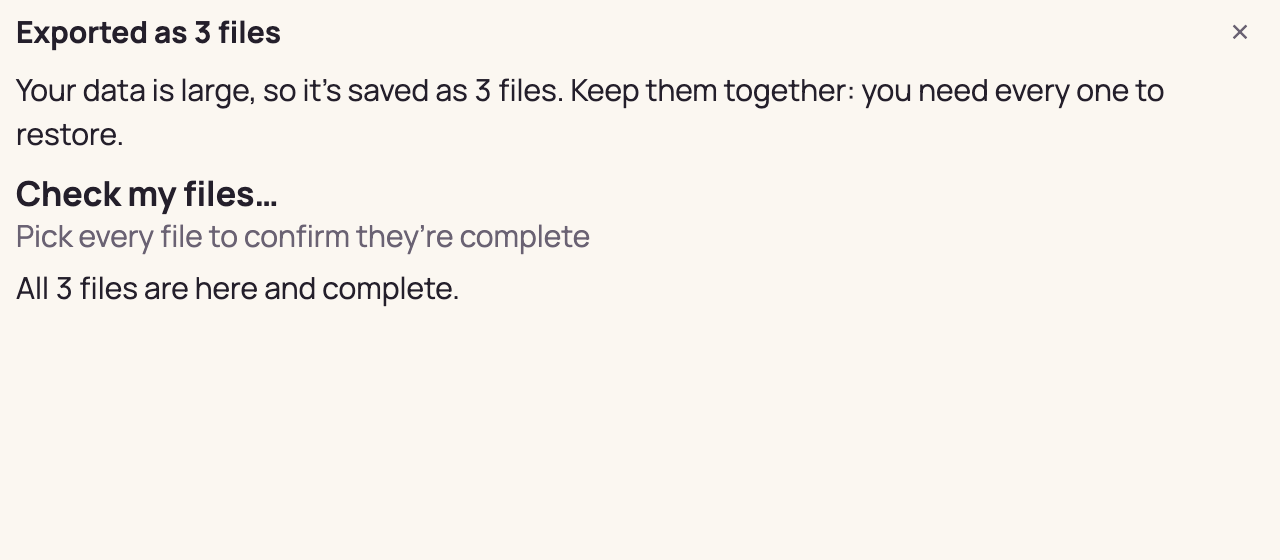 Exported as 3 files
Your data is large, so it’s saved as 3 files. Keep them together: you need every one to
restore.
Check my files…
Pick every file to confirm they’re complete
All 3 files are here and complete.